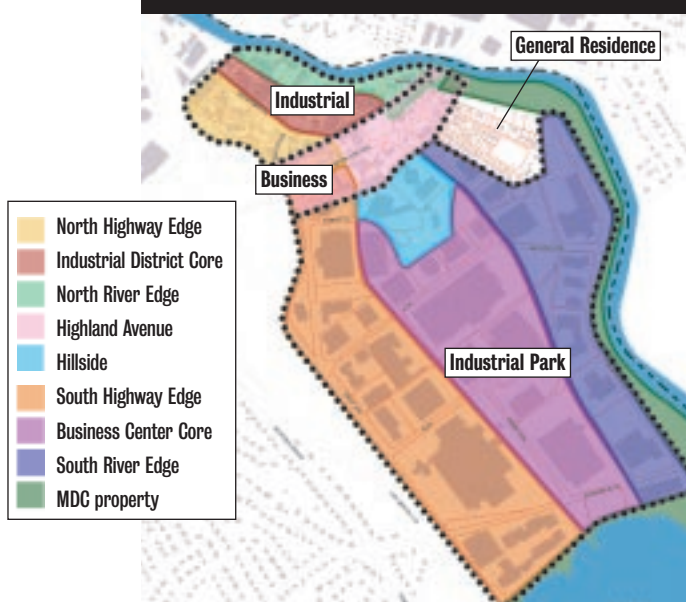 General Residence
Industrial
Business
North Highway Edge
Industrial District Core
North River Edge
Highland Avenue
Hillside
South Highway Edge
Business Center Core
South River Edge
MDC property
Industrial Park